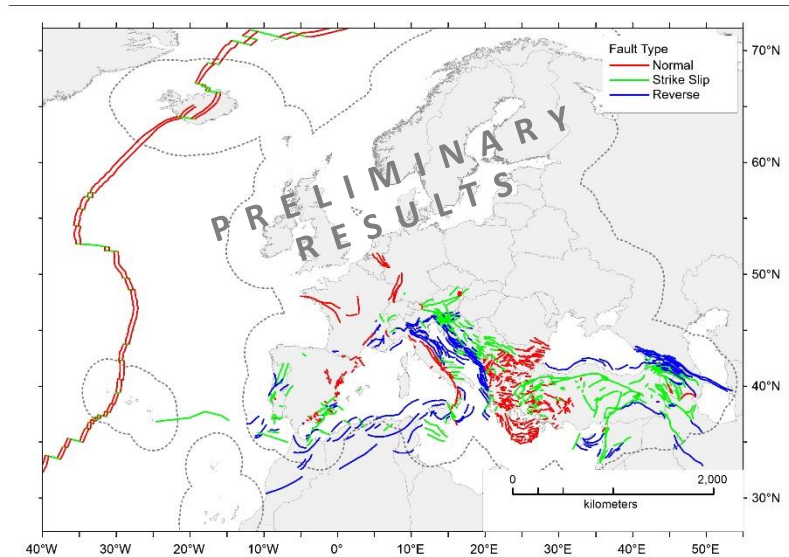 70°N
60°N
50°N
40°N
30°N
40°W
30°W
20°W
10°W
0°
10°E
20°E
30°E
40°E
50°E
Fault Type
Normal
Strike Slip
Reverse
PRELIMINARY
RESULTS
0
2,000
kilometers